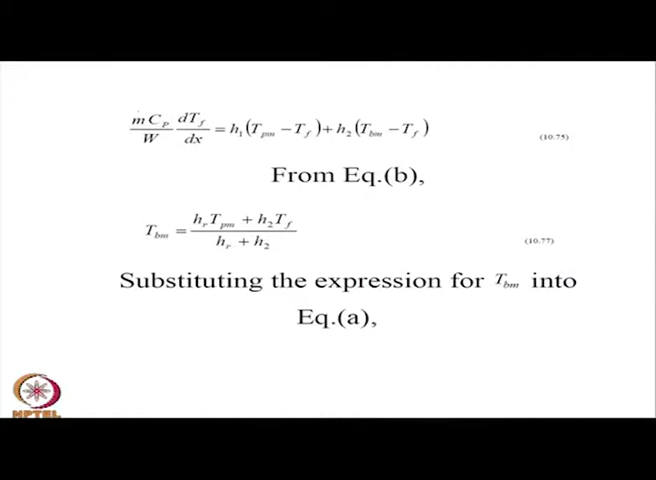 ṁ C_P / W dT_f / dx = h_1(T_pm − T_f) + h_2(T_bm − T_f) (10.75)
From Eq.(b),
T_bm = h_r T_pm + h_2 T_f / h_r + h_2 (10.77)
Substituting the expression for T_bm into
Eq.(a),
NPTEL